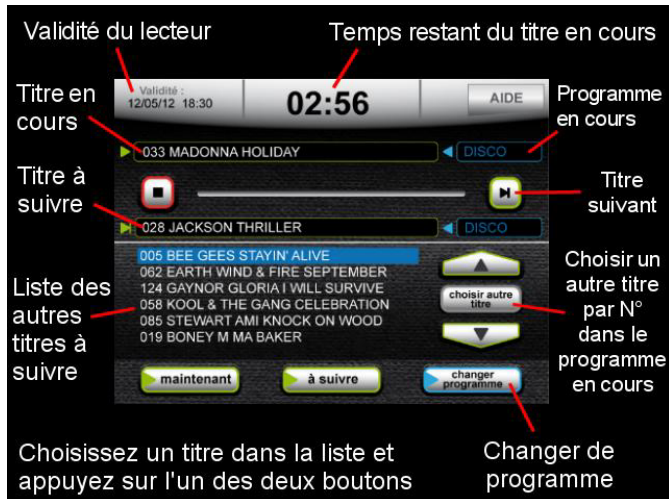 Validité du lecteur
Temps restant du titre en cours
Titre en
cours
Validité :
12/05/12 18:30
02:56
AIDE
Programme
en cours
033 MADONNA HOLIDAY
DISCO
Titre à
suivre
Titre
suivant
028 JACKSON THRILLER
DISCO
Liste des
autres
titres à
suivre
005 BEE GEES STAYIN' ALIVE
062 EARTH WIND & FIRE SEPTEMBER
124 GAYNOR GLORIA I WILL SURVIVE
058 KOOL & THE GANG CELEBRATION
085 STEWART AMI KNOCK ON WOOD
019 BONEY M MA BAKER
choisir autre
titre
Choisir un
autre titre
par N°
dans le
programme
en cours
maintenant
à suivre
changer
programme
Choisissez un titre dans la liste et
appuyez sur l'un des deux boutons
Changer de
programme